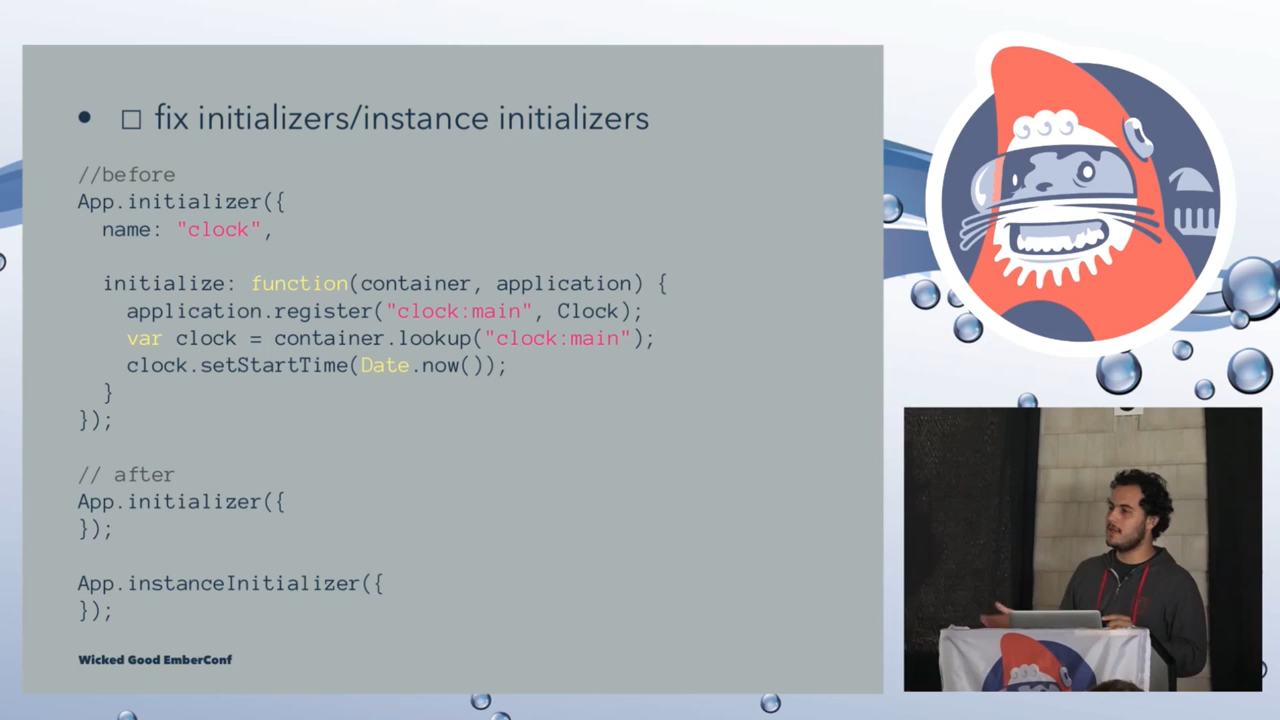 • □ fix initializers/instance initializers
//before
App.initializer({
  name: "clock",
  initialize: function(container, application) {
    application.register("clock:main", Clock);
    var clock = container.lookup("clock:main");
    clock.setStartTime(Date.now());
  }
});
// after
App.initializer({
});
App.instanceInitializer({
});
Wicked Good EmberConf